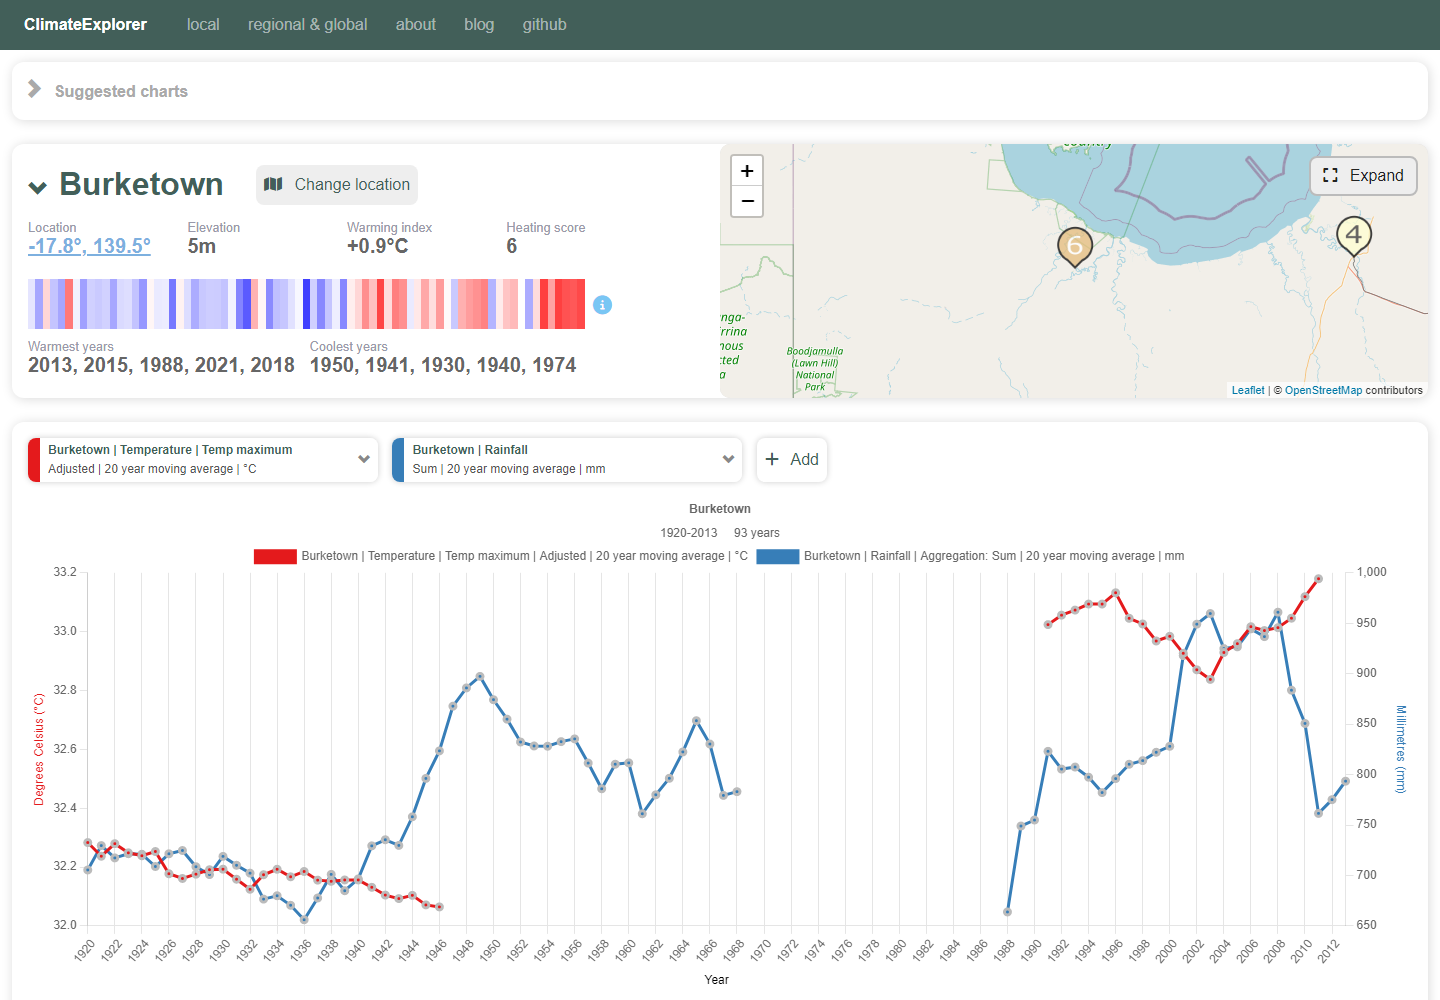 ClimateExplorer local regional & global about blog github
Suggested charts
Burketown Change location
Location Elevation Warming index Heating score
-17.8°, 139.5° 5m +0.9°C 6
Warmest years Coolest years
2013, 2015, 1988, 2021, 2018 1950, 1941, 1930, 1940, 1974
+
−
Country
Expand
6
4
Boodjamulla
(Lawn Hill)
National
Park
Leaflet | © OpenStreetMap contributors
Burketown | Temperature | Temp maximum
Adjusted | 20 year moving average | °C
Burketown | Rainfall
Sum | 20 year moving average | mm
+ Add
Burketown
1920-2013 93 years
Burketown | Temperature | Temp maximum | Adjusted | 20 year moving average | °C Burketown | Rainfall | Aggregation: Sum | 20 year moving average | mm
33.2
33.0
32.8
32.6
32.4
32.2
32.0
Degrees Celsius (°C)
1,000
950
900
850
800
750
700
650
Millimetres (mm)
1920 1922 1924 1926 1928 1930 1932 1934 1936 1938 1940 1942 1944 1946 1948 1950 1952 1954 1956 1958 1960 1962 1964 1966 1968 1970 1972 1974 1976 1978 1980 1982 1984 1986 1988 1990 1992 1994 1996 1998 2000 2002 2004 2006 2008 2010 2012
Year